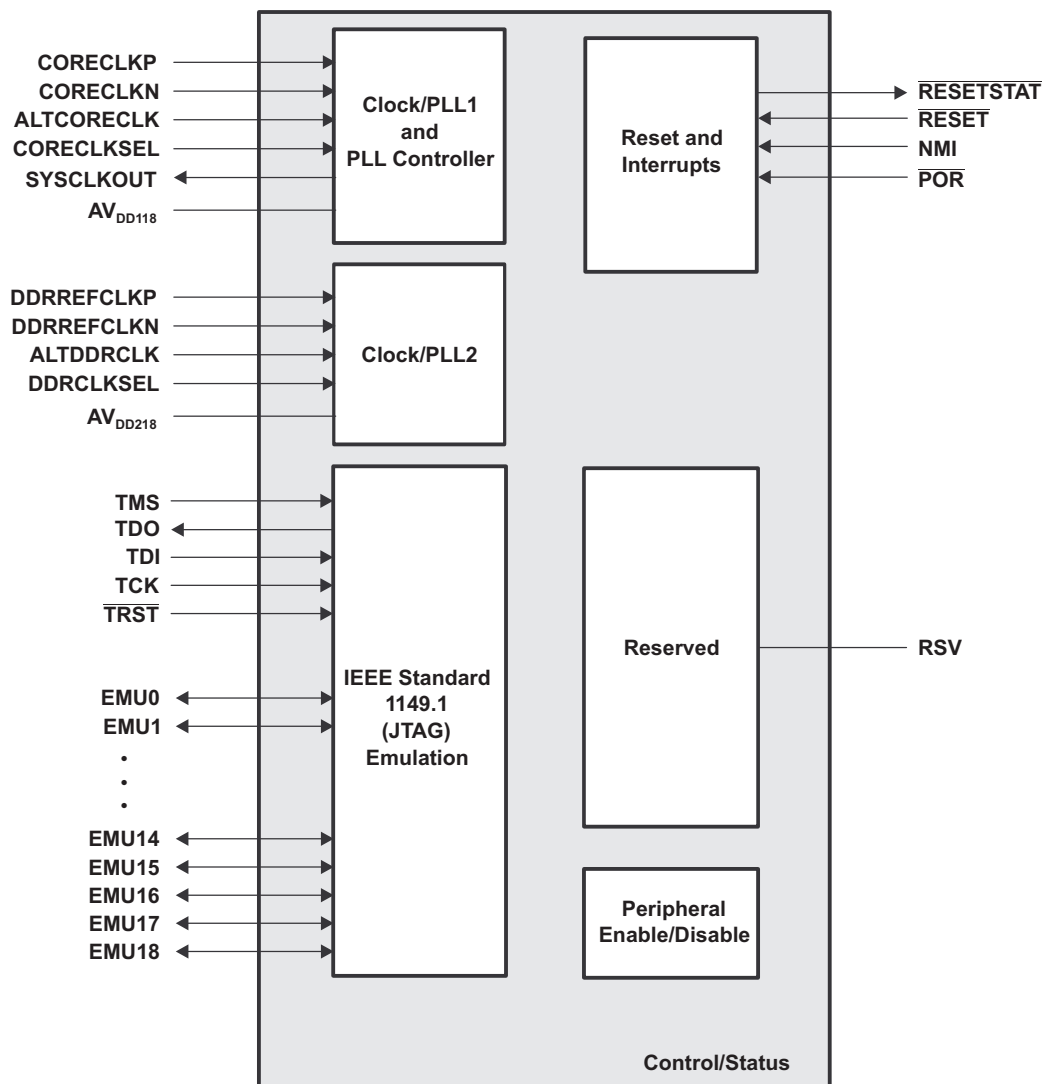 CORECLKP
CORECLKN
ALTCORECLK
CORECLKSEL
SYSCLKOUT
AVDD118
Clock/PLL1
and
PLL Controller
Reset and
Interrupts
RESETSTAT
RESET
NMI
POR
DDRREFCLKP
DDRREFCLKN
ALTDDRCLK
DDRCLKSEL
AVDD218
Clock/PLL2
TMS
TDO
TDI
TCK
TRST
EMU0
EMU1
EMU14
EMU15
EMU16
EMU17
EMU18
IEEE Standard
1149.1
(JTAG)
Emulation
Reserved
RSV
Peripheral
Enable/Disable
Control/Status